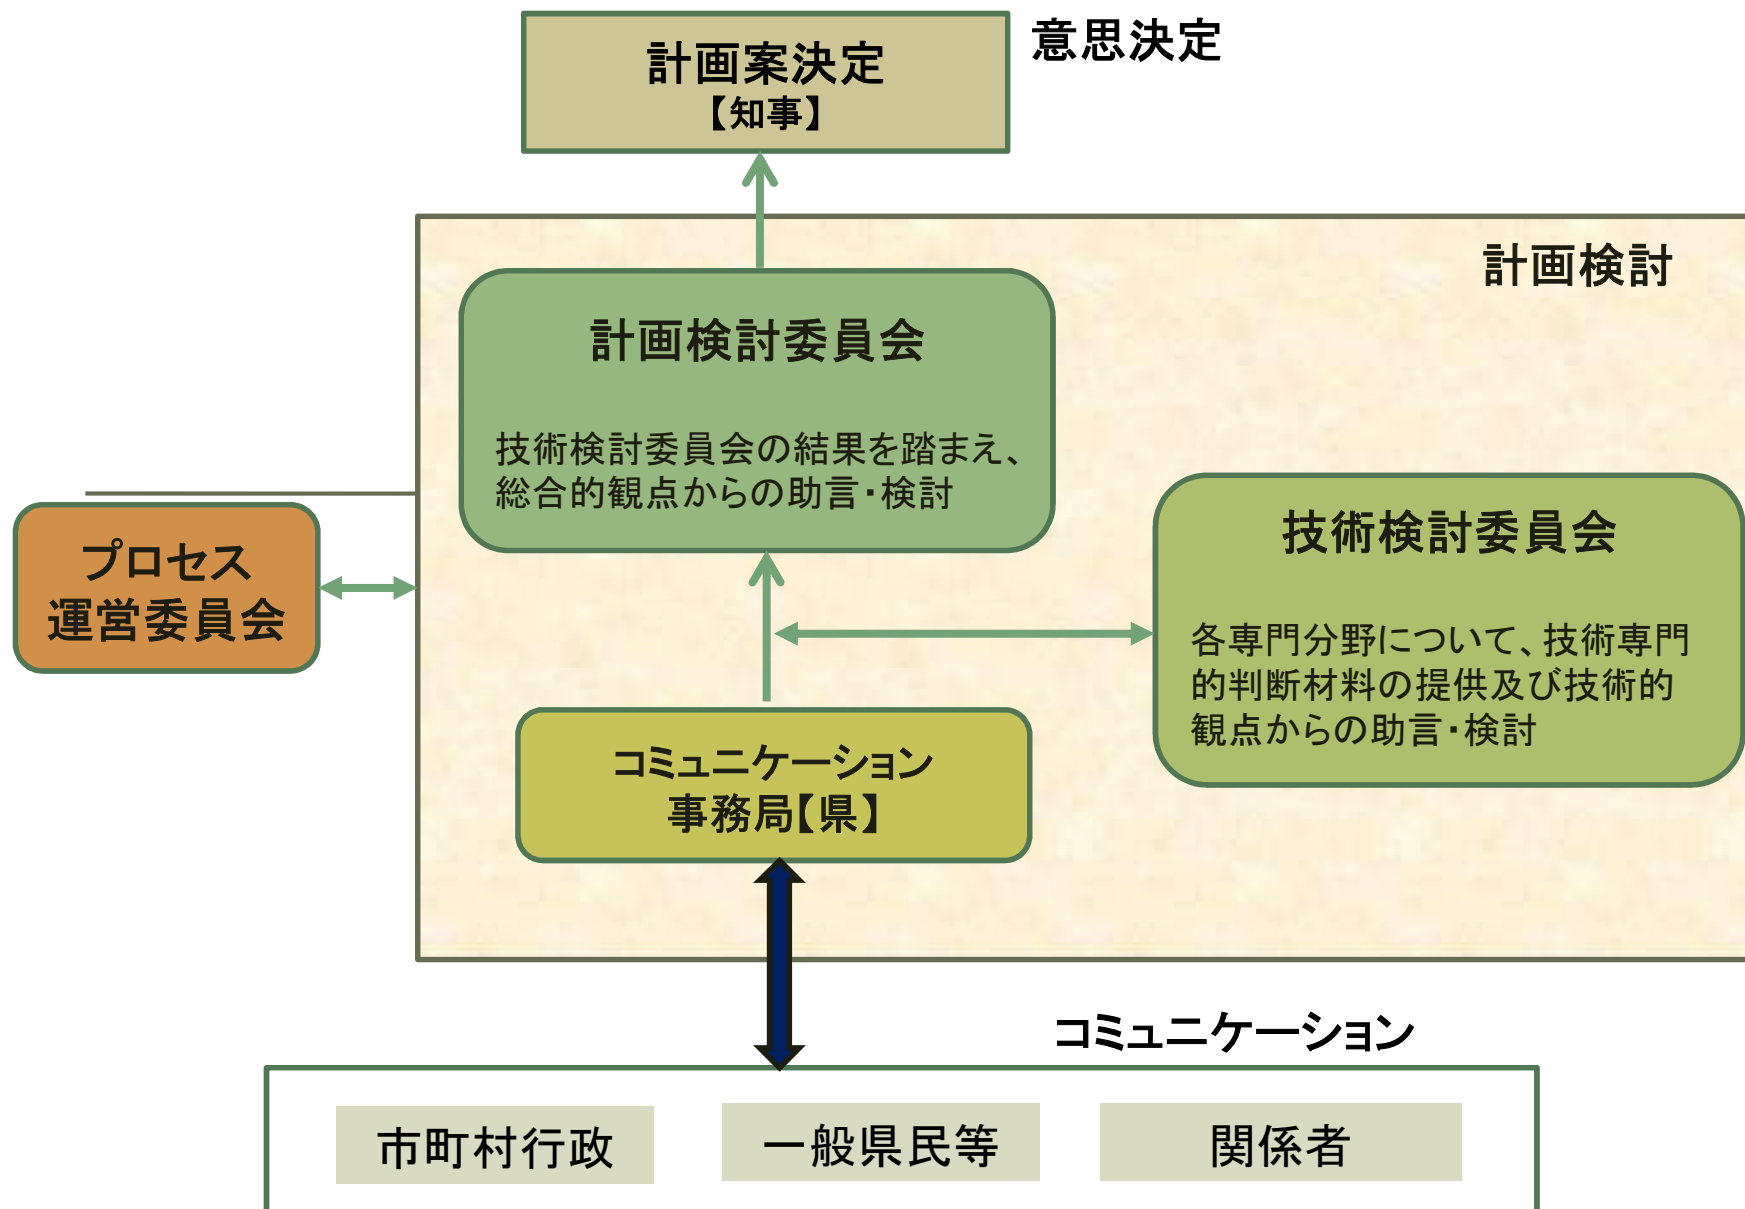 計画案決定
【知事】
意思決定
計画検討
計画検討委員会
技術検討委員会の結果を踏まえ、
総合的観点からの助言・検討
プロセス
運営委員会
技術検討委員会
各専門分野について、技術専門
的判断材料の提供及び技術的
観点からの助言・検討
コミュニケーション
事務局【県】
コミュニケーション
市町村行政
一般県民等
関係者